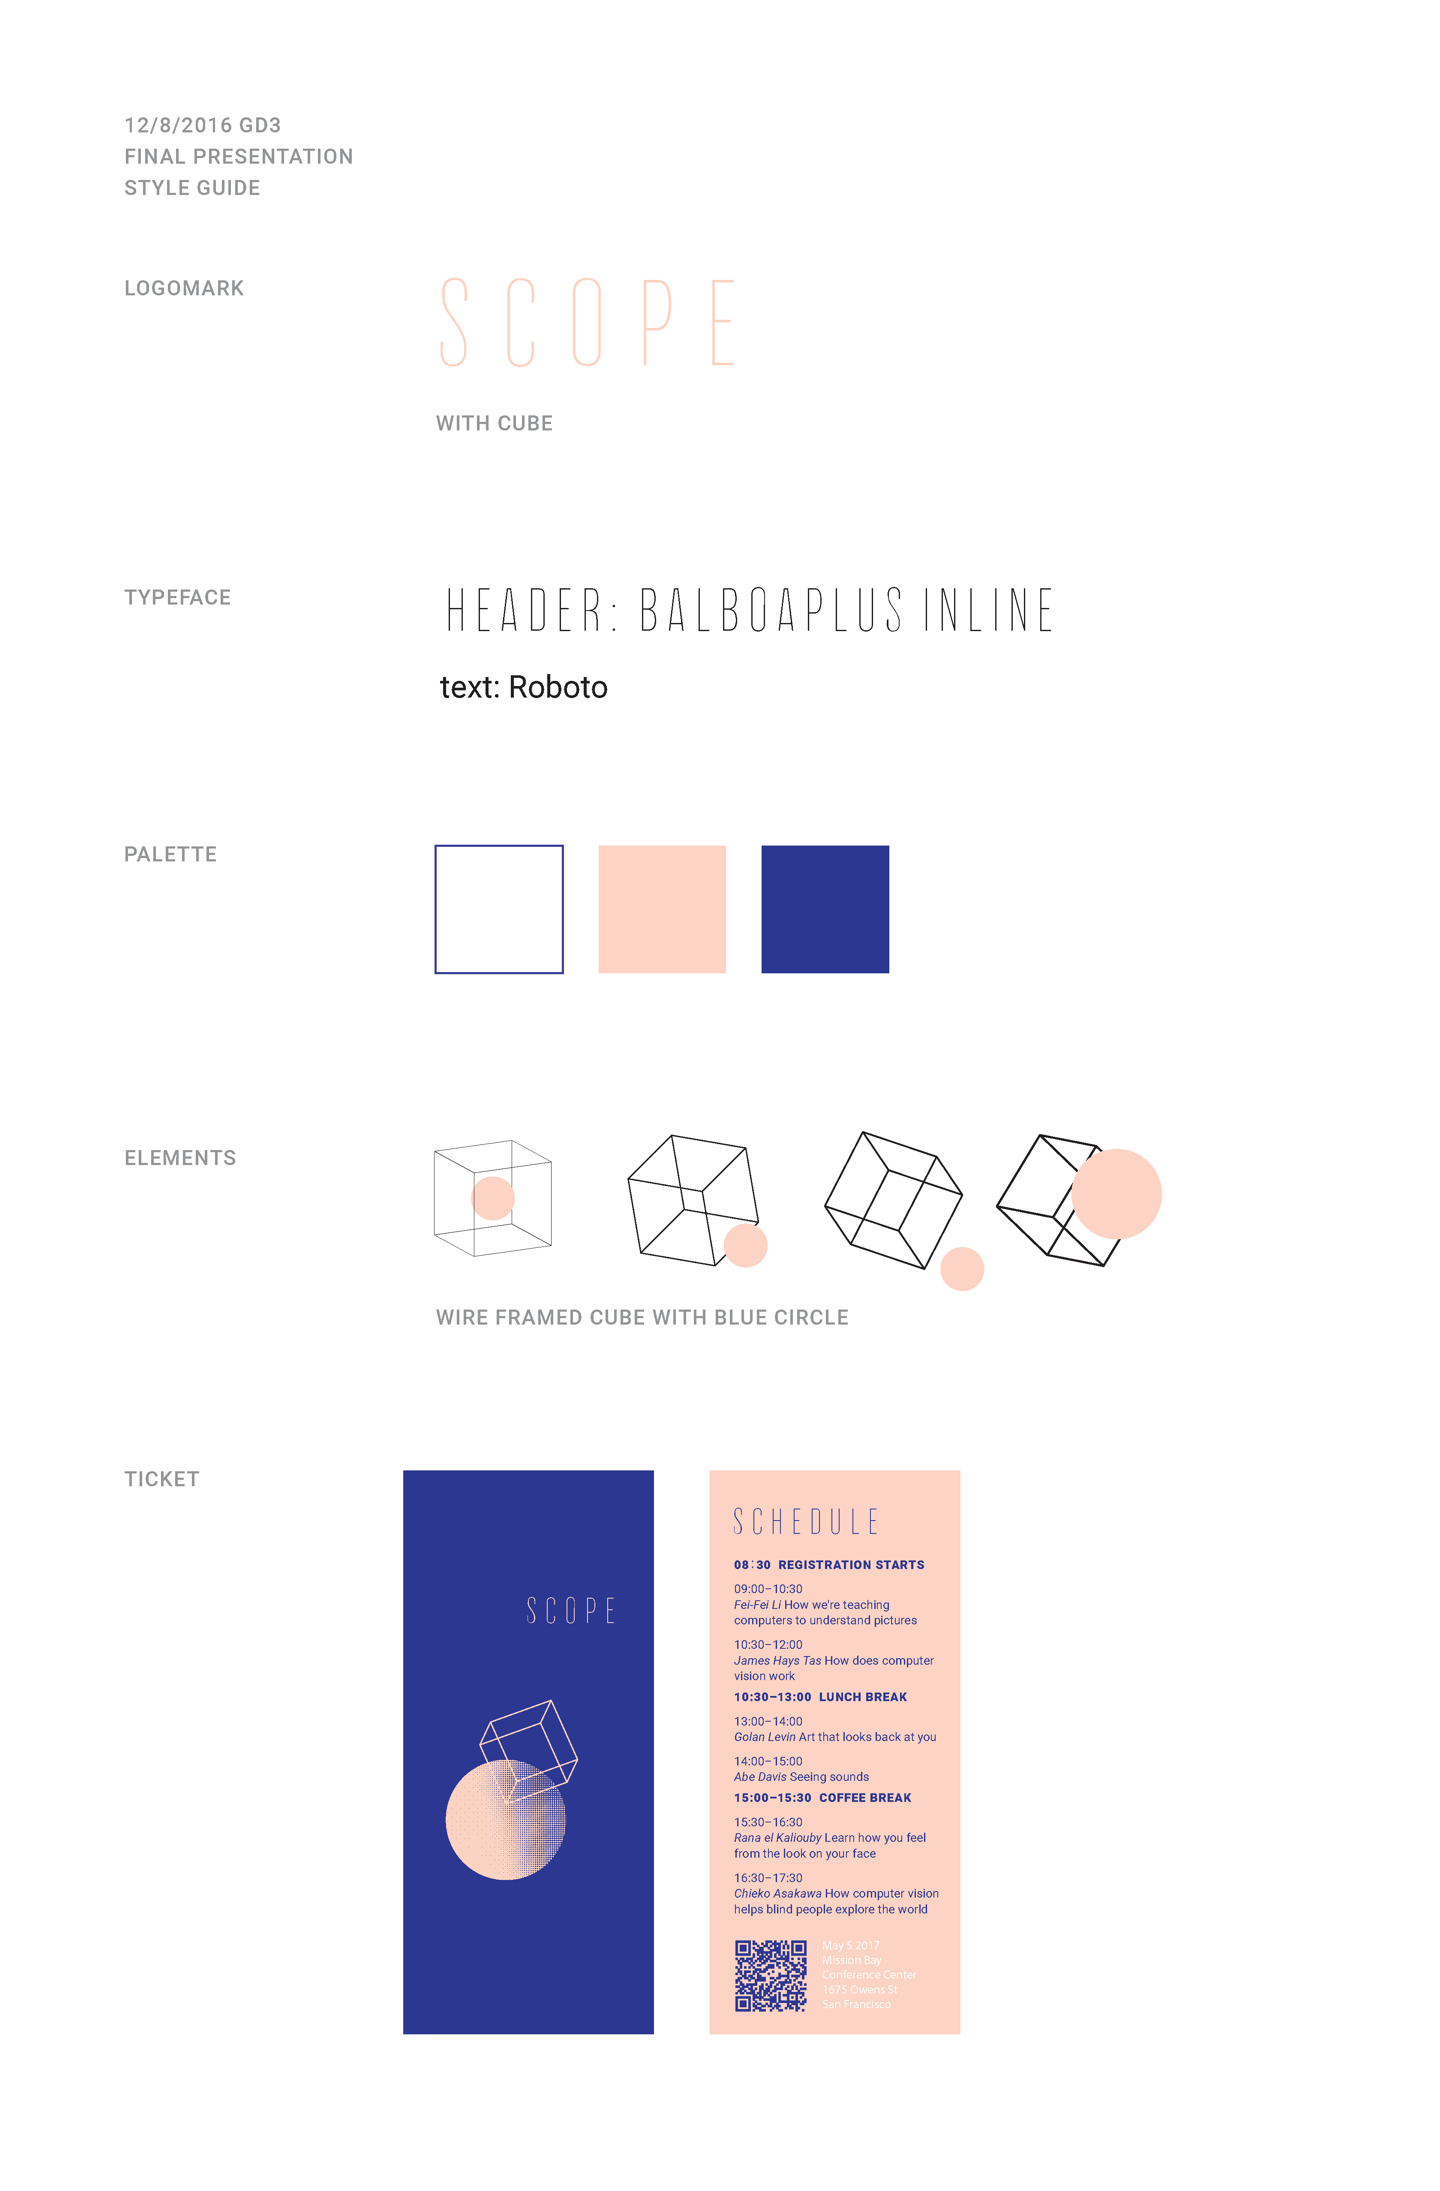 12/8/2016 GD3
FINAL PRESENTATION
STYLE GUIDE
LOGOMARK
SCOPE
WITH CUBE
TYPEFACE
HEADER: BALBOAPLUS INLINE
text: Roboto
PALETTE
ELEMENTS
WIRE FRAMED CUBE WITH BLUE CIRCLE
TICKET
SCOPE
SCHEDULE
08:30 REGISTRATION STARTS
09:00–10:30
Fei-Fei Li How we're teaching
computers to understand pictures
10:30–12:00
James Hays Tas How does computer
vision work
10:30–13:00 LUNCH BREAK
13:00–14:00
Golan Levin Art that looks back at you
14:00–15:00
Abe Davis Seeing sounds
15:00–15:30 COFFEE BREAK
15:30–16:30
Rana el Kaliouby Learn how you feel
from the look on your face
16:30–17:30
Chieko Asakawa How computer vision
helps blind people explore the world
May 5 2017
Mission Bay
Conference Center
1675 Owens St
San Francisco